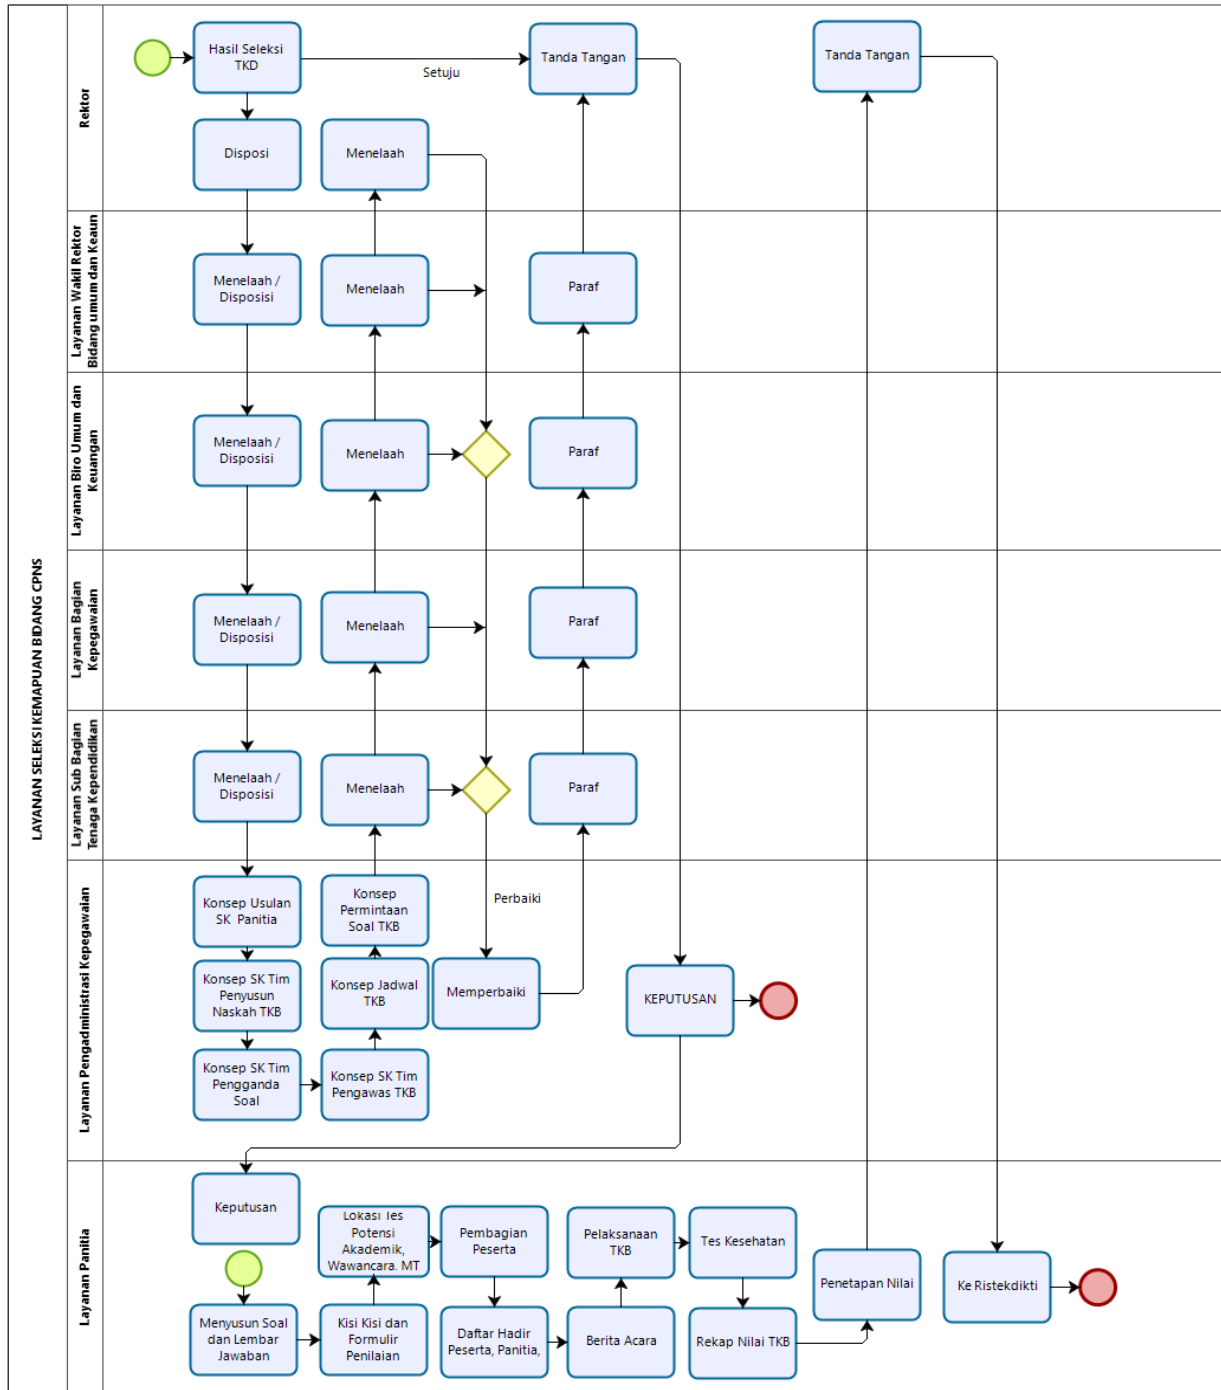 LAYANAN SELEKSI KEMAPUAN BIDANG CPNS
Rektor
Hasil Seleksi
TKD
Setuju
Tanda Tangan
Tanda Tangan
Disposi
Menelaah
Layanan Wakil Rektor
Bidang umum dan Keaun
Menelaah /
Disposisi
Menelaah
Paraf
Layanan Biro Umum dan
Keuangan
Menelaah /
Disposisi
Menelaah
Paraf
Layanan Bagian
Kepegawaian
Menelaah /
Disposisi
Menelaah
Paraf
Layanan Sub Bagian
Tenaga Kependidikan
Menelaah /
Disposisi
Menelaah
Paraf
Layanan Pengadministrasi Kepegawaian
Konsep Usulan
SK Panitia
Konsep
Permintaan
Soal TKB
Perbaiki
Konsep SK Tim
Penyusun
Naskah TKB
Konsep Jadwal
TKB
Memperbaiki
KEPUTUSAN
Konsep SK Tim
Pengganda
Soal
Konsep SK Tim
Pengawas TKB
Layanan Panitia
Keputusan
Lokasi Tes
Potensi
Akademik,
Wawancara. MT
Pembagian
Peserta
Pelaksanaan
TKB
Tes Kesehatan
Penetapan Nilai
Ke Ristekdikti
Menyusun Soal
dan Lembar
Jawaban
Kisi Kisi dan
Formulir
Penilaian
Daftar Hadir
Peserta, Panitia,
Berita Acara
Rekap Nilai TKB